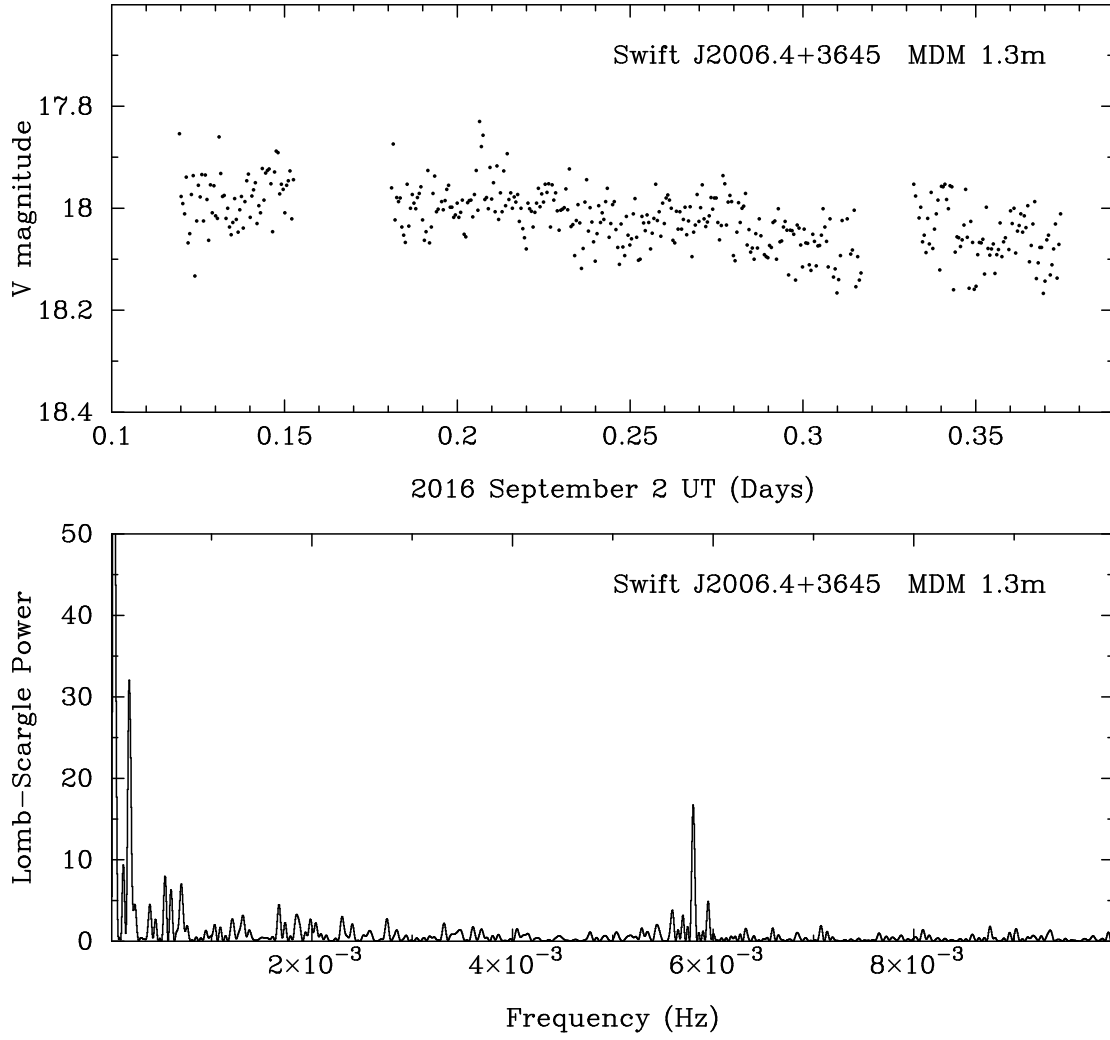 Swift J2006.4+3645 MDM 1.3m
V magnitude
17.8
18
18.2
18.4
0.1 0.15 0.2 0.25 0.3 0.35
2016 September 2 UT (Days)
Swift J2006.4+3645 MDM 1.3m
Lomb-Scargle Power
50
40
30
20
10
0
2×10⁻³ 4×10⁻³ 6×10⁻³ 8×10⁻³
Frequency (Hz)